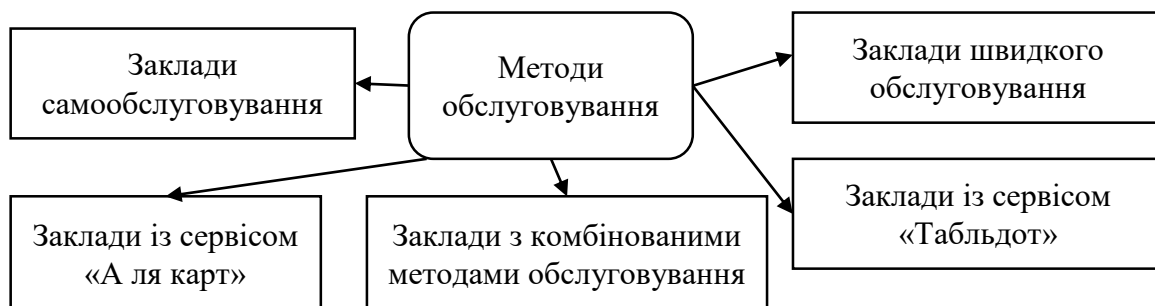 Заклади
самообслуговування
Методи
обслуговування
Заклади швидкого
обслуговування
Заклади із сервісом
«А ля карт»
Заклади з комбінованими
методами обслуговування
Заклади із сервісом
«Табльдот»